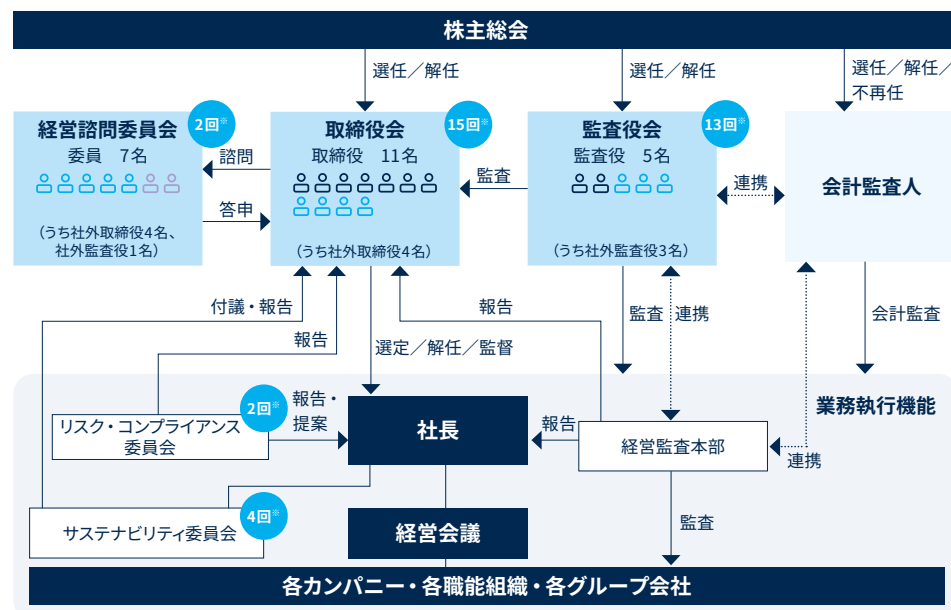 株主総会
選任／解任
選任／解任
選任／解任／
不再任
経営諮問委員会
委員　7名
（うち社外取締役4名、
社外監査役1名）
2回※
諮問
答申
取締役会
取締役　11名
（うち社外取締役4名）
15回※
監査
監査役会
監査役　5名
（うち社外監査役3名）
13回※
連携
会計監査人
付議・報告
報告
選定／解任／監督
報告
監査
連携
会計監査
業務執行機能
リスク・コンプライアンス
委員会
2回※
報告・
提案
社長
報告
経営監査本部
連携
サステナビリティ委員会
4回※
経営会議
監査
各カンパニー・各職能組織・各グループ会社